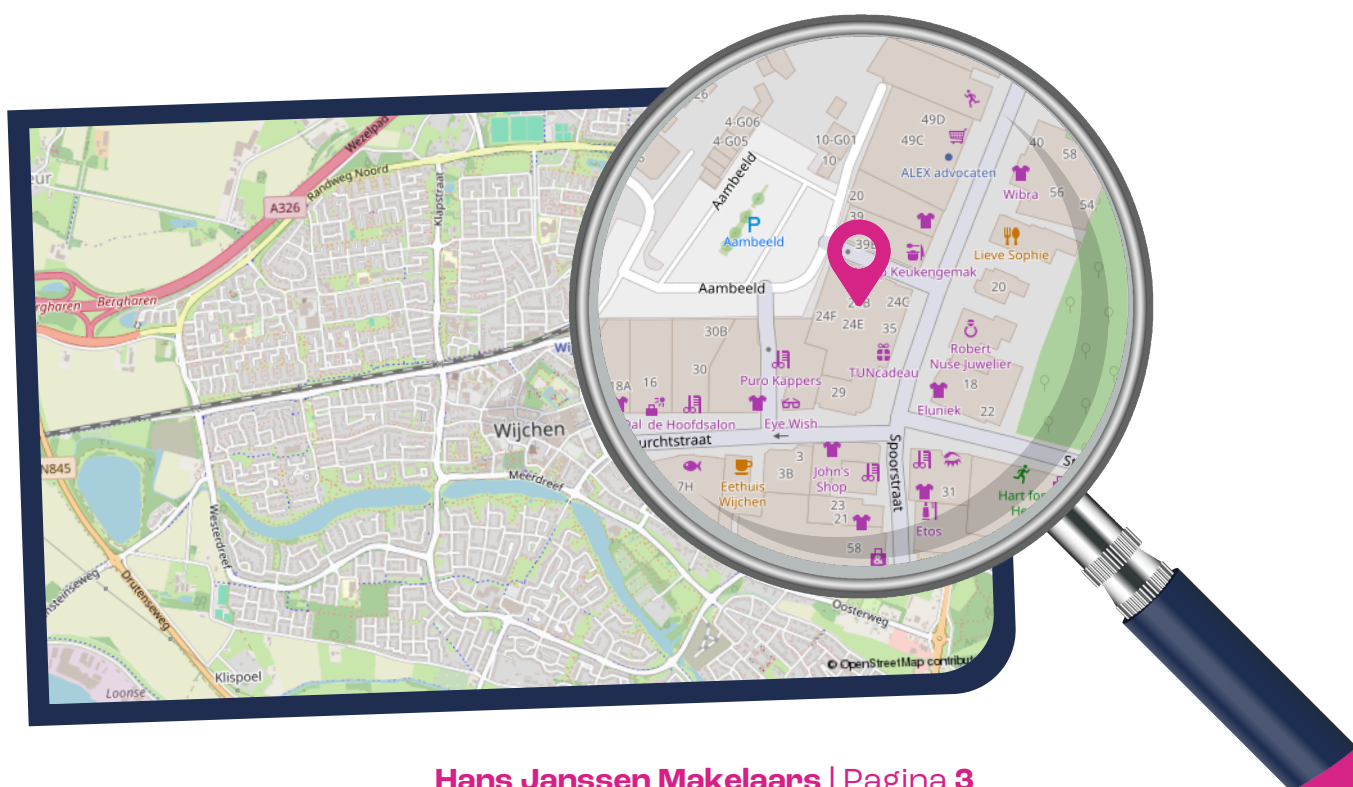 Wezelpad
Randweg Noord
A326
Klapstraat
Bergharen
Bergharen
N845
Wijchen
Meerdreef
Westerdreef
Drutenseweg
Klispoel
Loonse
Oosterweg
© OpenStreetMap contribut
26
4-G06
4-G05
10-G01
10
Aambeeld
P
Aambeeld
Aambeeld
49D
49C
ALEX advocaten
40
58
Wibra
56
54
20
39
Lieve Sophie
Keukengemak
20
24C
24F
24E
35
TUNcadeau
Robert
Nuse Juwelier
18
22
Eluniek
30B
30
16
18A
Puro Kappers
29
de Hoofdsalon
Eye Wish
urchtstraat
7H
Eethuis
Wijchen
3
3B
John's
Shop
23
21
58
Spoorstraat
31
Etos
Hart for
Hans Janssen Makelaars | Pagina 3